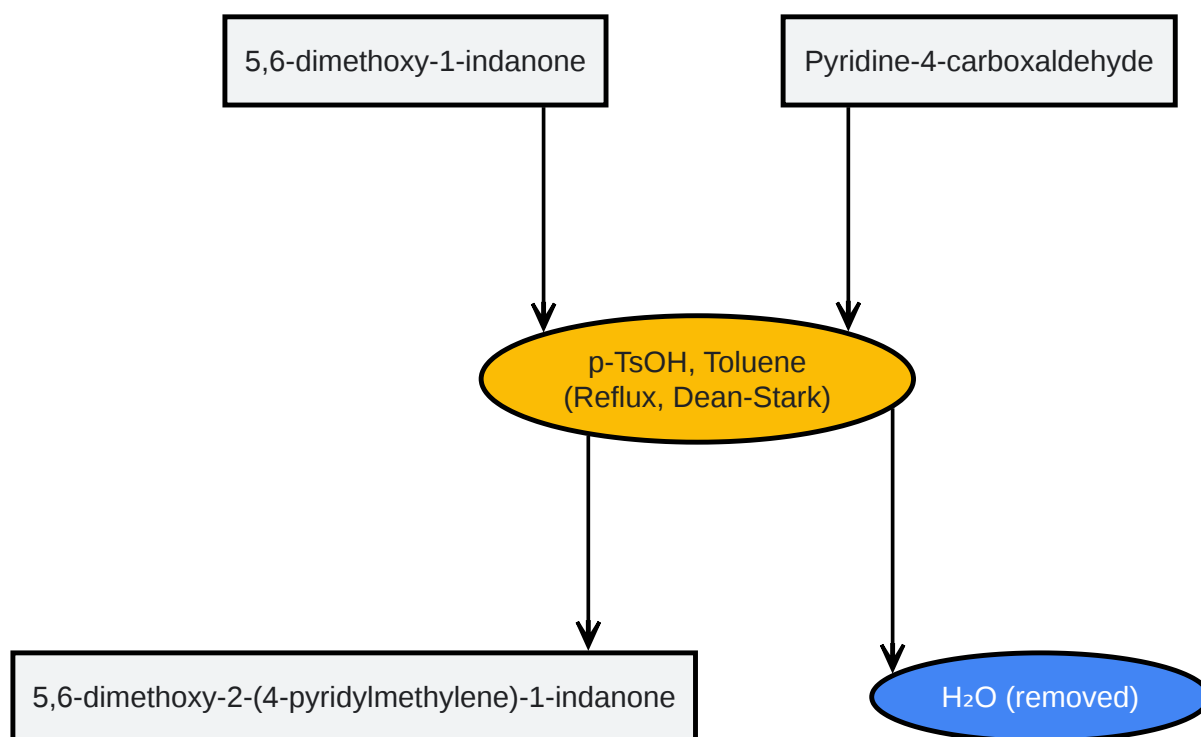 5,6-dimethoxy-1-indanone
Pyridine-4-carboxaldehyde
p-TsOH, Toluene
(Reflux, Dean-Stark)
5,6-dimethoxy-2-(4-pyridylmethylene)-1-indanone
H₂O (removed)